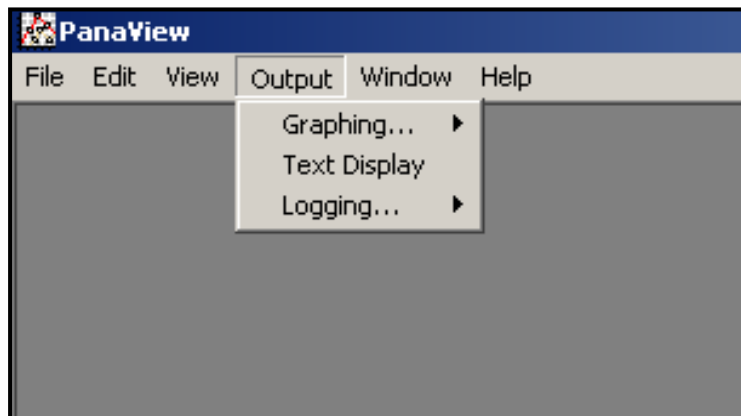 PanaView
File Edit View Output Window Help
Graphing...
Text Display
Logging...